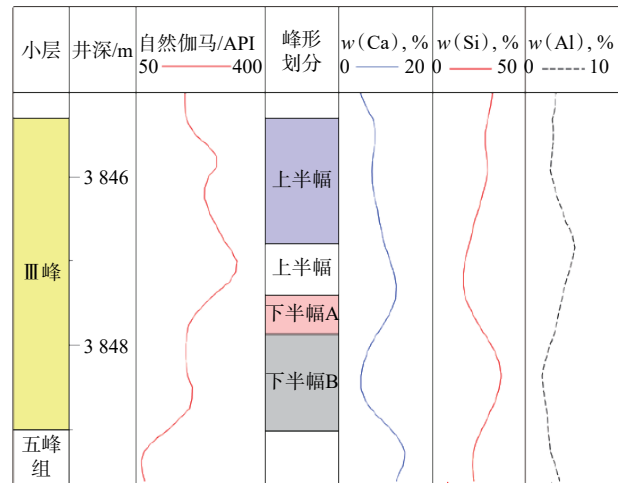 小层
井深/m
自然伽马/API
50 400
峰形
划分
w(Ca), %
0 20
w(Si), %
0 50
w(Al), %
0 10
3 846
3 848
Ⅲ峰
五峰
组
上半幅
上半幅
下半幅A
下半幅B